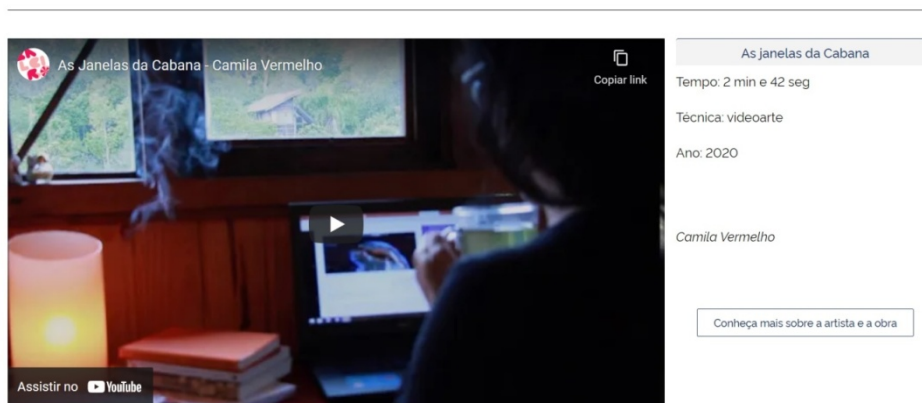 As Janelas da Cabana - Camila Vermelho
Copiar link
Assistir no YouTube
As janelas da Cabana
Tempo: 2 min e 42 seg
Técnica: videoarte
Ano: 2020
Camila Vermelho
Conheça mais sobre a artista e a obra